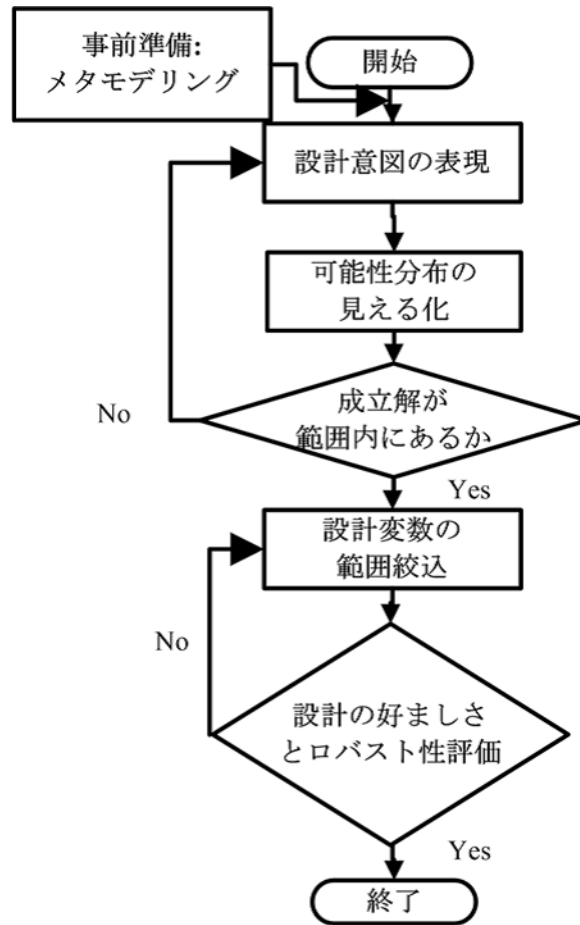 事前準備:
メタモデリング
開始
設計意図の表現
可能性分布の
見える化
成立解が
範囲内にあるか
No
Yes
設計変数の
範囲絞込
No
設計の好ましさ
とロバスト性評価
Yes
終了